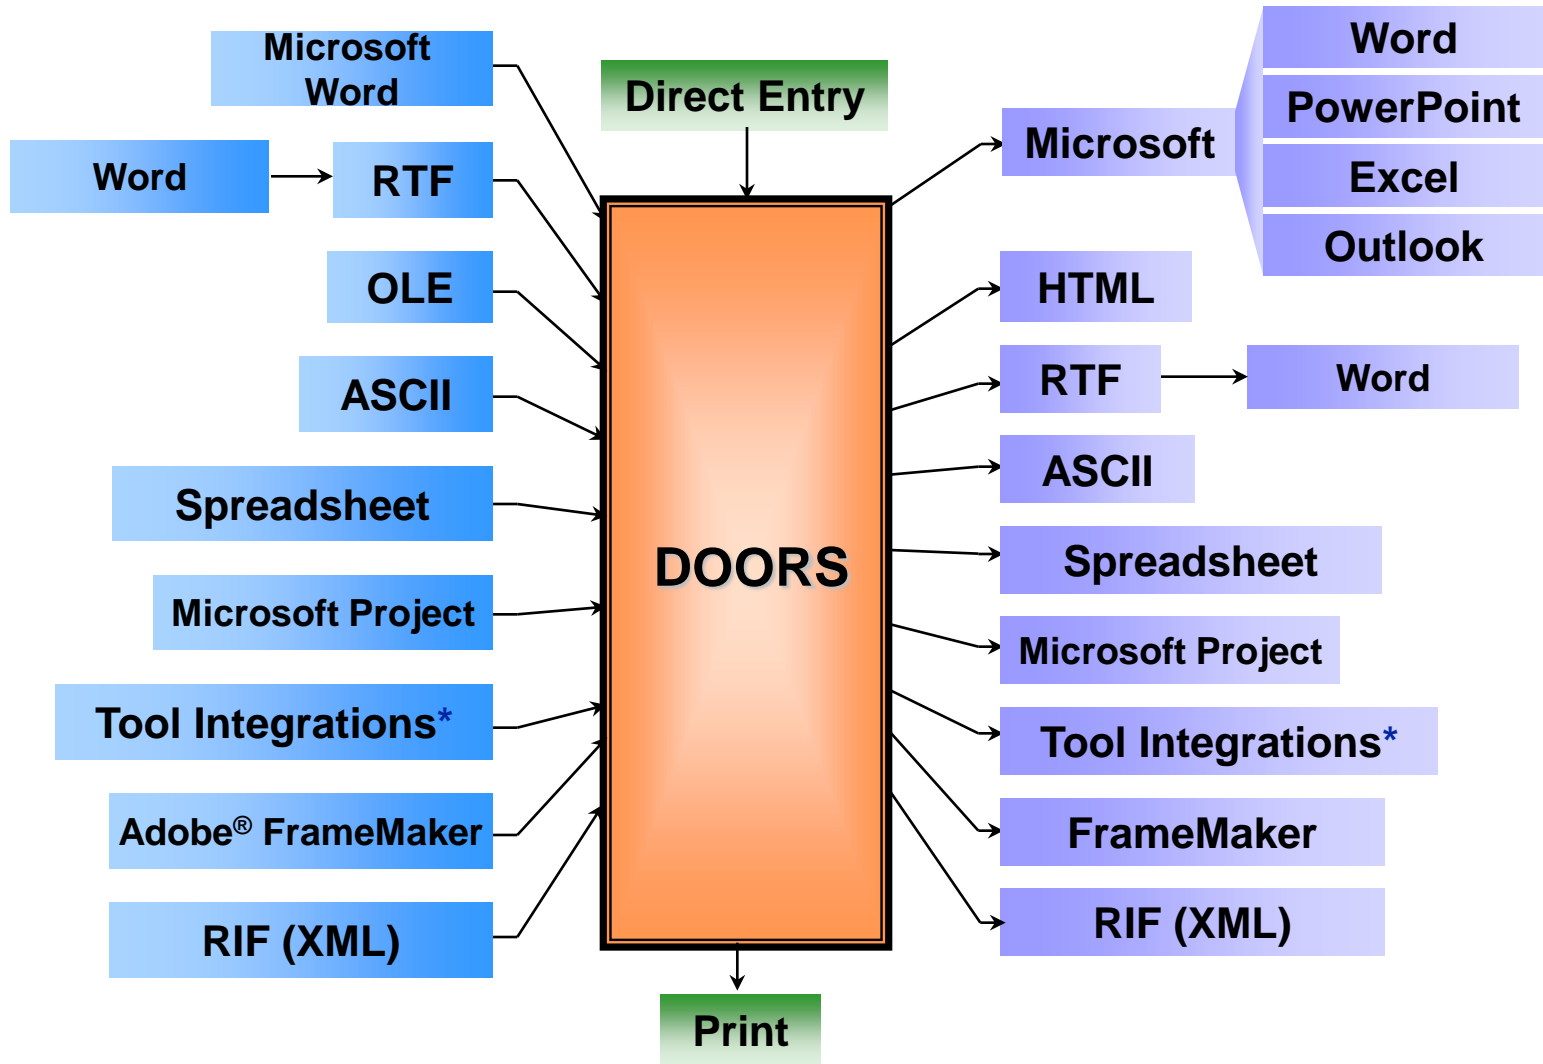 Microsoft
Word
Word
RTF
OLE
ASCII
Spreadsheet
Microsoft Project
Tool Integrations*
Adobe® FrameMaker
RIF (XML)
Direct Entry
DOORS
Print
Microsoft
Word
PowerPoint
Excel
Outlook
HTML
RTF
Word
ASCII
Spreadsheet
Microsoft Project
Tool Integrations*
FrameMaker
RIF (XML)